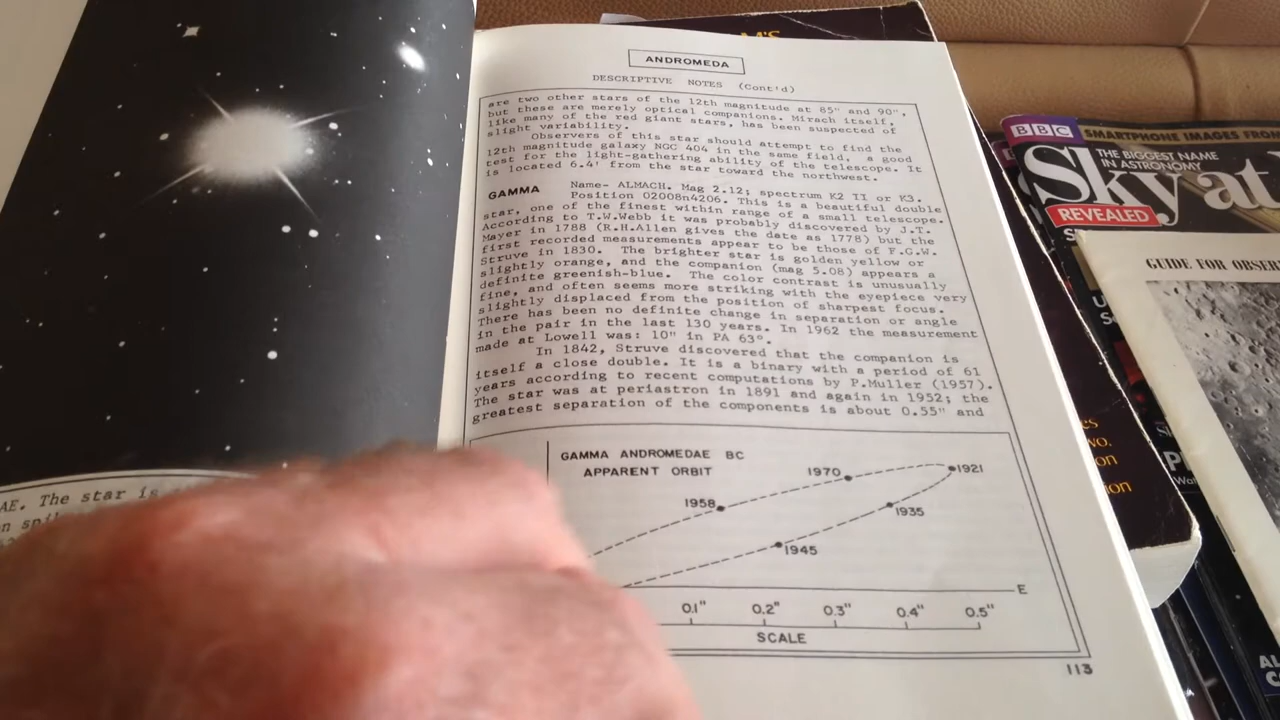 ANDROMEDA
DESCRIPTIVE NOTES (Cont'd)
are two other stars of the 12th magnitude at 85" and 90",
but these are merely optical companions. Mirach itself,
like many of the red giant stars, has been suspected of
slight variability.
Observers of this star should attempt to find the
12th magnitude galaxy NGC 404 in the same field, a good
test for the light-gathering ability of the telescope. It
is located 6.4' from the star toward the northwest.
GAMMA Name- ALMACH. Mag 2.12; spectrum K2 II or K3.
Position 02008n4206. This is a beautiful double
star, one of the finest within range of a small telescope.
According to T.W.Webb it was probably discovered by J.T.
Mayer in 1788 (R.H.Allen gives the date as 1778) but the
first recorded measurements appear to be those of F.G.W.
Struve in 1830. The brighter star is golden yellow or
slightly orange, and the companion (mag 5.08) appears a
definite greenish-blue. The color contrast is unusually
fine, and often seems more striking with the eyepiece very
slightly displaced from the position of sharpest focus.
There has been no definite change in separation or angle
in the pair in the last 130 years. In 1962 the measurement
made at Lowell was: 10" in PA 63°.
In 1842, Struve discovered that the companion is
itself a close double. It is a binary with a period of 61
years according to recent computations by P.Muller (1957).
The star was at periastron in 1891 and again in 1952; the
greatest separation of the components is about 0.55" and
GAMMA ANDROMEDAE BC
APPARENT ORBIT
1970
1921
1958
1935
1945
E
0.1" 0.2" 0.3" 0.4" 0.5"
SCALE
113
AE. The star is
BBC
SMARTPHONE IMAGES FROM
THE BIGGEST NAME
IN ASTRONOMY
Sky at
REVEALED
GUIDE FOR OBSER